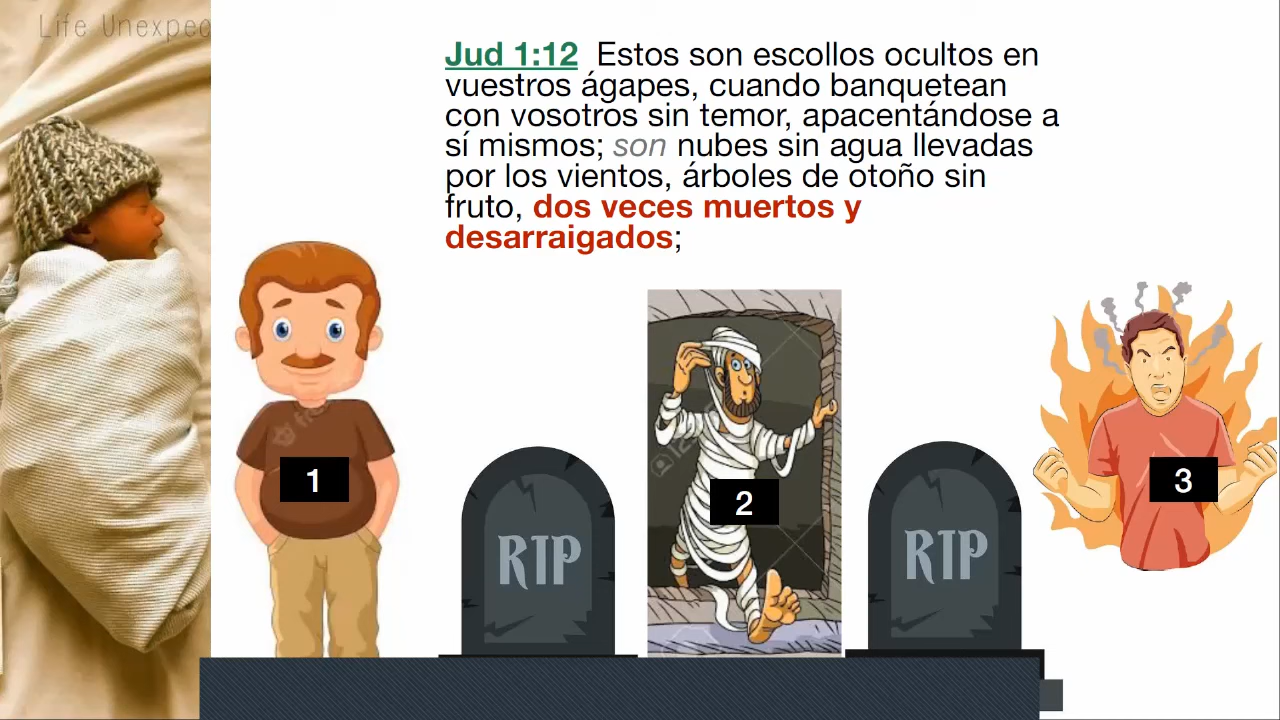 Life Unexpec
Jud 1:12 Estos son escollos ocultos en
vuestros ágapes, cuando banquetean
con vosotros sin temor, apacentándose a
sí mismos; son nubes sin agua llevadas
por los vientos, árboles de otoño sin
fruto, dos veces muertos y
desarraigados;
1
RIP
2
RIP
3